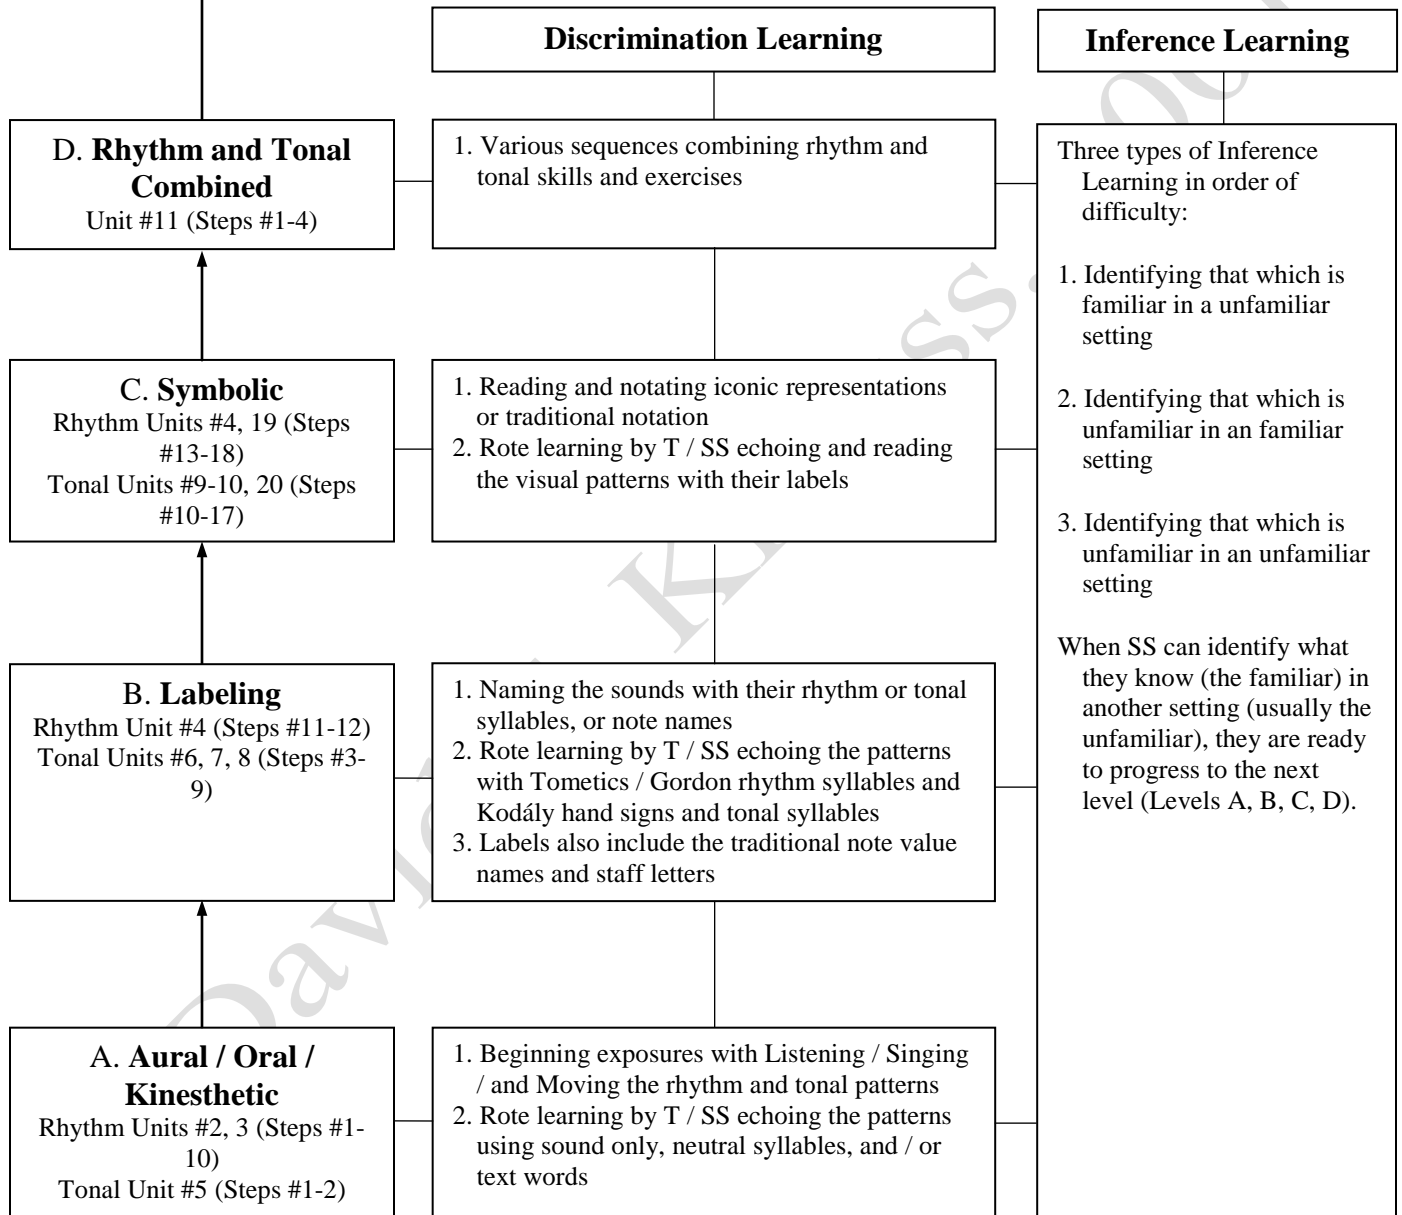 Discrimination Learning
Inference Learning
D. Rhythm and Tonal
Combined
Unit #11 (Steps #1-4)
1. Various sequences combining rhythm and
tonal skills and exercises
Three types of Inference
Learning in order of
difficulty:
1. Identifying that which is
familiar in a unfamiliar
setting
2. Identifying that which is
unfamiliar in an familiar
setting
3. Identifying that which is
unfamiliar in an unfamiliar
setting
When SS can identify what
they know (the familiar) in
another setting (usually the
unfamiliar), they are ready
to progress to the next
level (Levels A, B, C, D).
C. Symbolic
Rhythm Units #4, 19 (Steps
#13-18)
Tonal Units #9-10, 20 (Steps
#10-17)
1. Reading and notating iconic representations
or traditional notation
2. Rote learning by T / SS echoing and reading
the visual patterns with their labels
B. Labeling
Rhythm Unit #4 (Steps #11-12)
Tonal Units #6, 7, 8 (Steps #3-
9)
1. Naming the sounds with their rhythm or tonal
syllables, or note names
2. Rote learning by T / SS echoing the patterns
with Tometics / Gordon rhythm syllables and
Kodály hand signs and tonal syllables
3. Labels also include the traditional note value
names and staff letters
A. Aural / Oral /
Kinesthetic
Rhythm Units #2, 3 (Steps #1-
10)
Tonal Unit #5 (Steps #1-2)
1. Beginning exposures with Listening / Singing
/ and Moving the rhythm and tonal patterns
2. Rote learning by T / SS echoing the patterns
using sound only, neutral syllables, and / or
text words